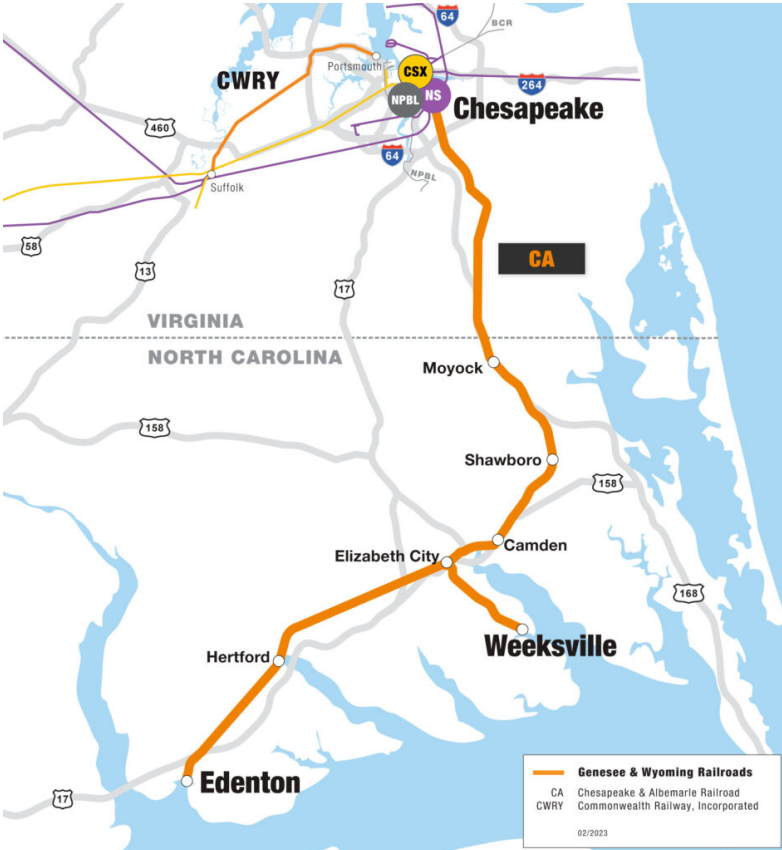 64
BCR
Portsmouth
CWRY
CSX
264
NPBL
NS
Chesapeake
460
64
NPBL
Suffolk
58
13
CA
17
VIRGINIA
NORTH CAROLINA
Moyock
158
Shawboro
158
Camden
Elizabeth City
168
Weeksville
Hertford
Edenton
17
Genesee & Wyoming Railroads
CA Chesapeake & Albemarle Railroad
CWRY Commonwealth Railway, Incorporated
02/2023